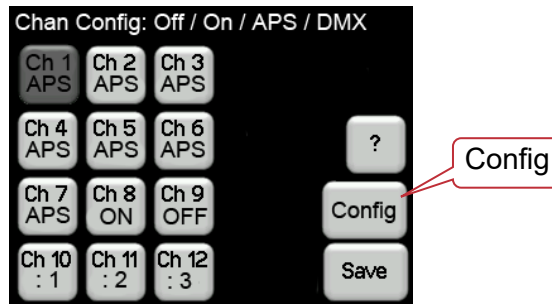 Chan Config: Off / On / APS / DMX
Ch 1 Ch 2 Ch 3
APS APS APS
Ch 4 Ch 5 Ch 6
APS APS APS
?
Config
Ch 7 Ch 8 Ch 9
APS ON OFF
Config
Ch 10 Ch 11 Ch 12
: 1 : 2 : 3
Save